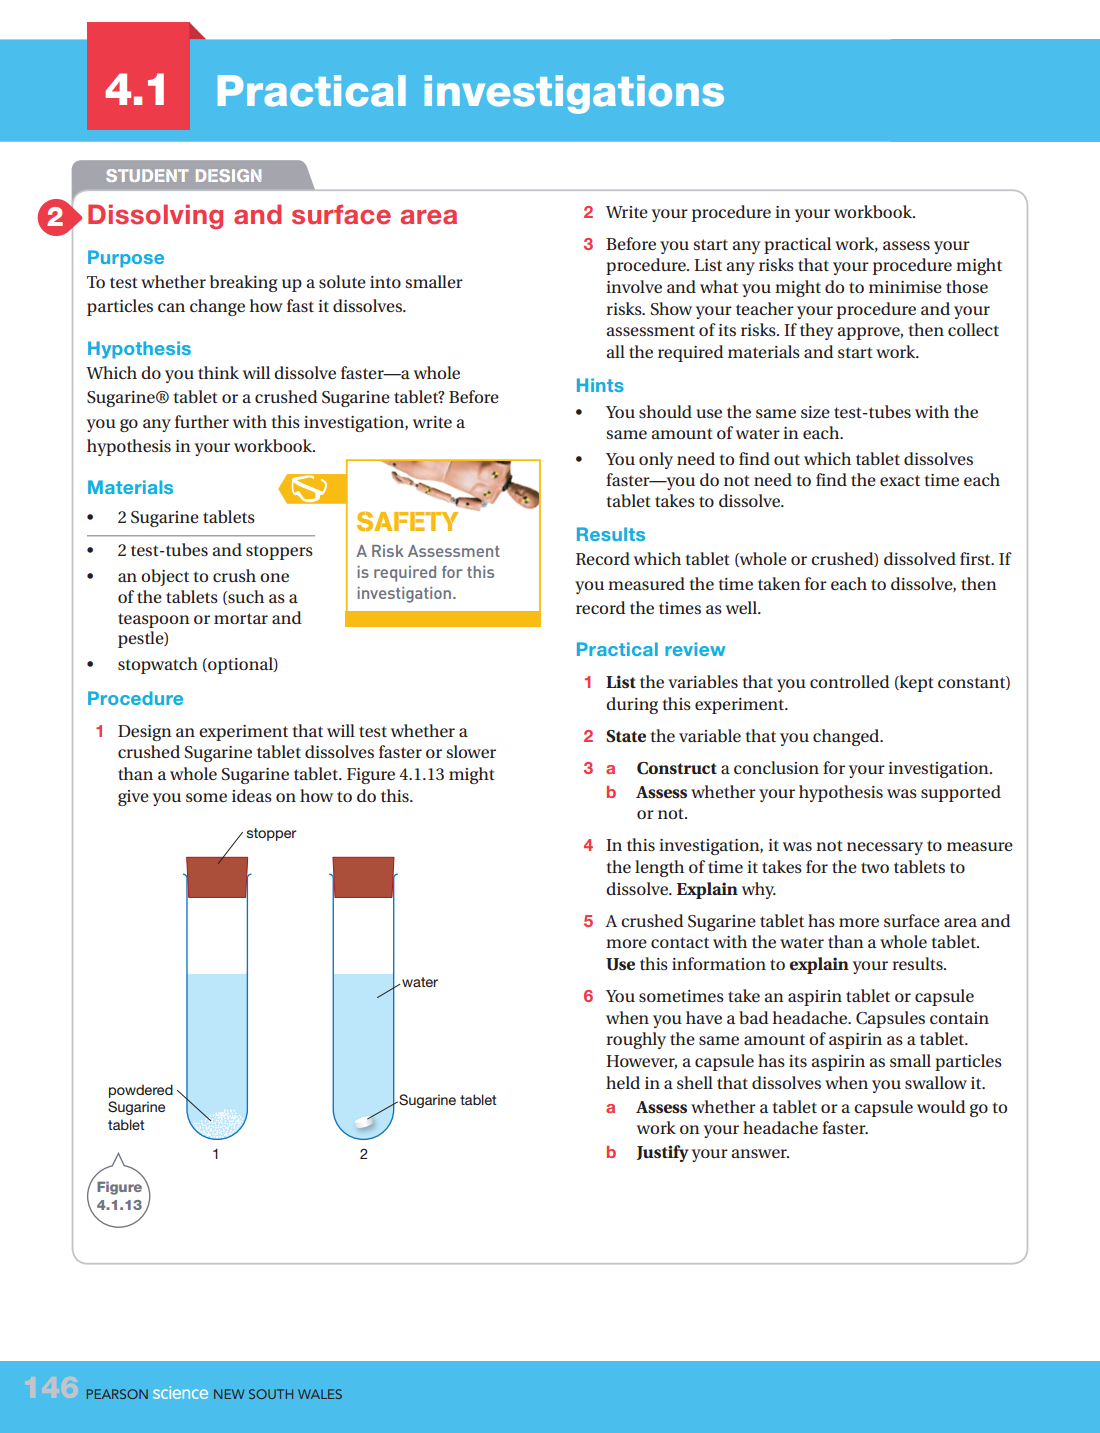 4.1
Practical investigations
STUDENT DESIGN
2
Dissolving and surface area
Purpose
To test whether breaking up a solute into smaller
particles can change how fast it dissolves.
Hypothesis
Which do you think will dissolve faster—a whole
Sugarine® tablet or a crushed Sugarine tablet? Before
you go any further with this investigation, write a
hypothesis in your workbook.
Materials
• 2 Sugarine tablets
• 2 test-tubes and stoppers
• an object to crush one
of the tablets (such as a
teaspoon or mortar and
pestle)
• stopwatch (optional)
SAFETY
A Risk Assessment
is required for this
investigation.
Procedure
1 Design an experiment that will test whether a
crushed Sugarine tablet dissolves faster or slower
than a whole Sugarine tablet. Figure 4.1.13 might
give you some ideas on how to do this.
stopper
water
powdered
Sugarine
tablet
Sugarine tablet
1
2
Figure
4.1.13
2 Write your procedure in your workbook.
3 Before you start any practical work, assess your
procedure. List any risks that your procedure might
involve and what you might do to minimise those
risks. Show your teacher your procedure and your
assessment of its risks. If they approve, then collect
all the required materials and start work.
Hints
• You should use the same size test-tubes with the
same amount of water in each.
• You only need to find out which tablet dissolves
faster—you do not need to find the exact time each
tablet takes to dissolve.
Results
Record which tablet (whole or crushed) dissolved first. If
you measured the time taken for each to dissolve, then
record the times as well.
Practical review
1 List the variables that you controlled (kept constant)
during this experiment.
2 State the variable that you changed.
3 a Construct a conclusion for your investigation.
b Assess whether your hypothesis was supported
or not.
4 In this investigation, it was not necessary to measure
the length of time it takes for the two tablets to
dissolve. Explain why.
5 A crushed Sugarine tablet has more surface area and
more contact with the water than a whole tablet.
Use this information to explain your results.
6 You sometimes take an aspirin tablet or capsule
when you have a bad headache. Capsules contain
roughly the same amount of aspirin as a tablet.
However, a capsule has its aspirin as small particles
held in a shell that dissolves when you swallow it.
a Assess whether a tablet or a capsule would go to
work on your headache faster.
b Justify your answer.
146 PEARSON science NEW SOUTH WALES